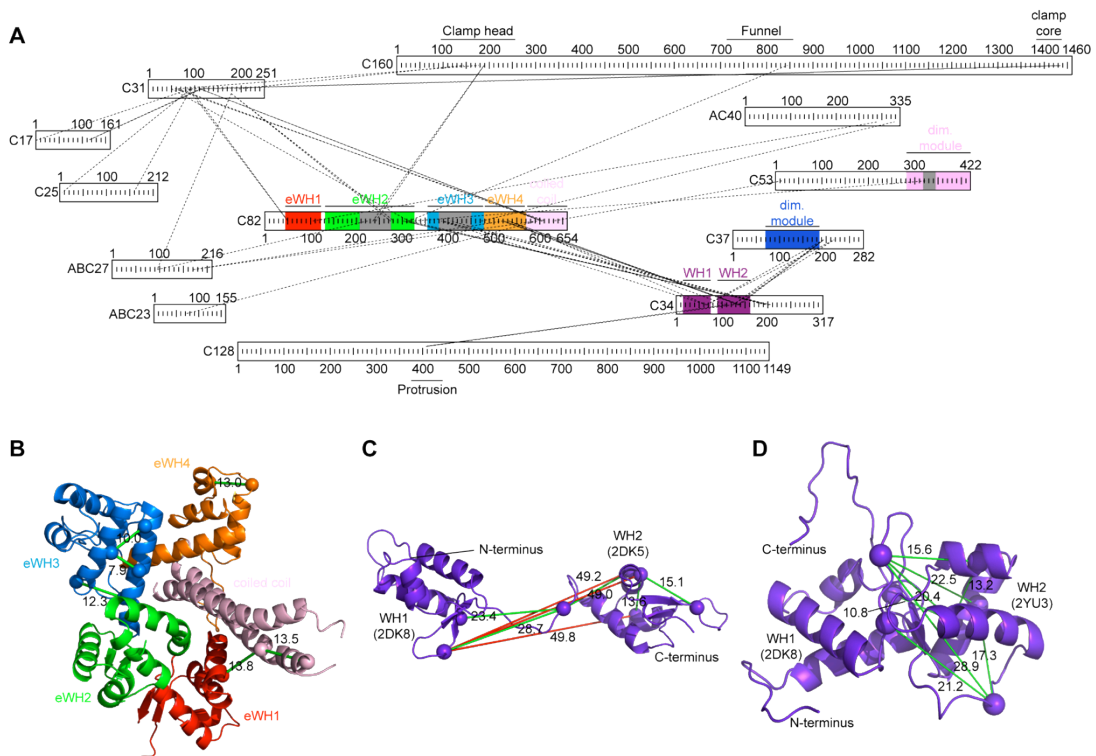 A
Clamp head
Funnel
clamp
core
1 100 200 300 400 500 600 700 800 900 1000 1100 1200 1300 1400 1460
C160
1 100 200 251
C31
1 100 200 335
AC40
1 100 161
C17
dim.
module
1 100 200 300 422
C53
1 100 212
C25
eWH1 eWH2 eWH3 eWH4 coiled coil
C82
1 100 200 300 400 500 600 654
dim.
module
C37
1 100 200 282
1 100 216
ABC27
WH1 WH2
C34
1 100 200 317
1 100 155
ABC23
C128
1 100 200 300 400 500 600 700 800 900 1000 1100 1149
Protrusion
B
eWH4
13.0
10.0
eWH3
7.9
12.3
coiled coil
13.5
13.8
eWH2
eWH1
C
N-terminus
WH2
(2DK5)
49.2
15.1
49.0
13.6
23.4
WH1
(2DK8)
28.7
49.8
C-terminus
D
C-terminus
15.6
22.5
13.2
WH2
(2YU3)
20.4
10.8
WH1
(2DK8)
17.3
28.9
21.2
N-terminus